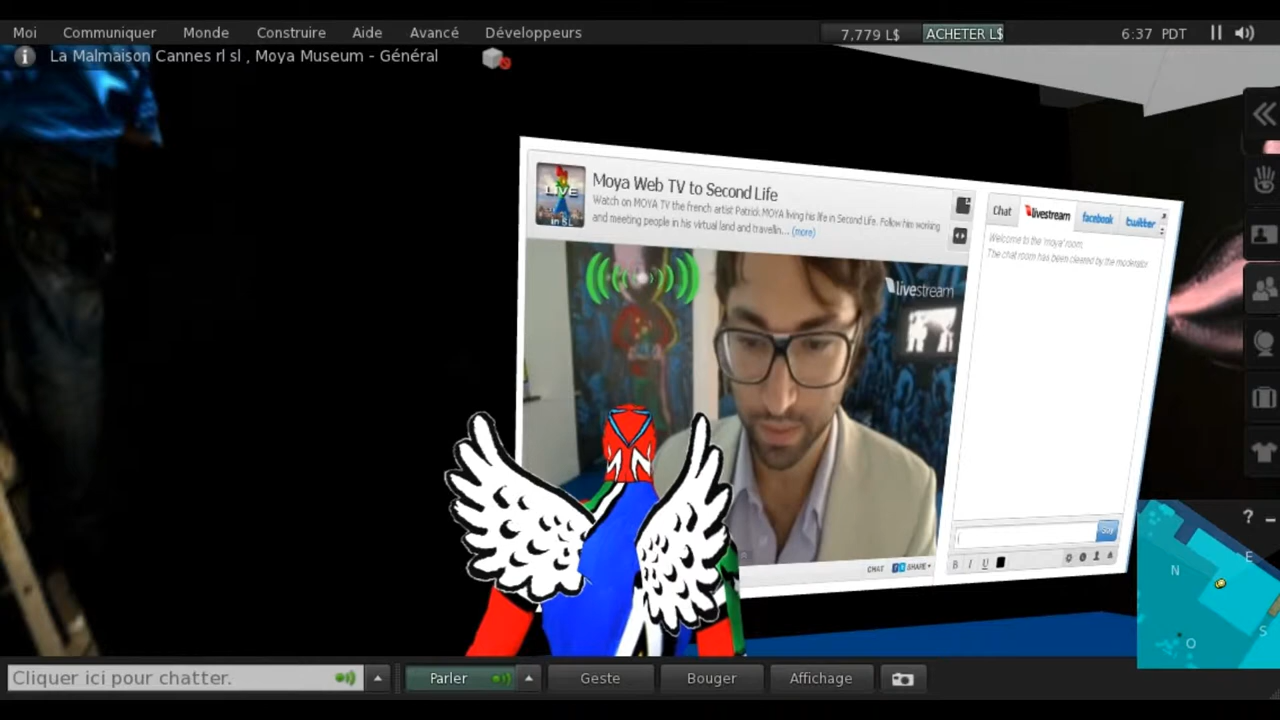 Moi Communiquer Monde Construire Aide Avancé Développeurs 7,779 L$ ACHETER L$ 6:37 PDT
La Malmaison Cannes rl sl , Moya Museum - Général
LIVE
in SL
Moya Web TV to Second Life
Watch on MOYA TV the french artist Patrick MOYA living his life in Second Life. Follow him working
and meeting people in his virtual land and travellin... (more)
livestream
Chat livestream facebook twitter
Welcome to the 'moya' room.
The chat room has been cleared by the moderator
Say
B I U
CHAT SHARE
? –
N E
O S
Cliquer ici pour chatter. Parler Geste Bouger Affichage